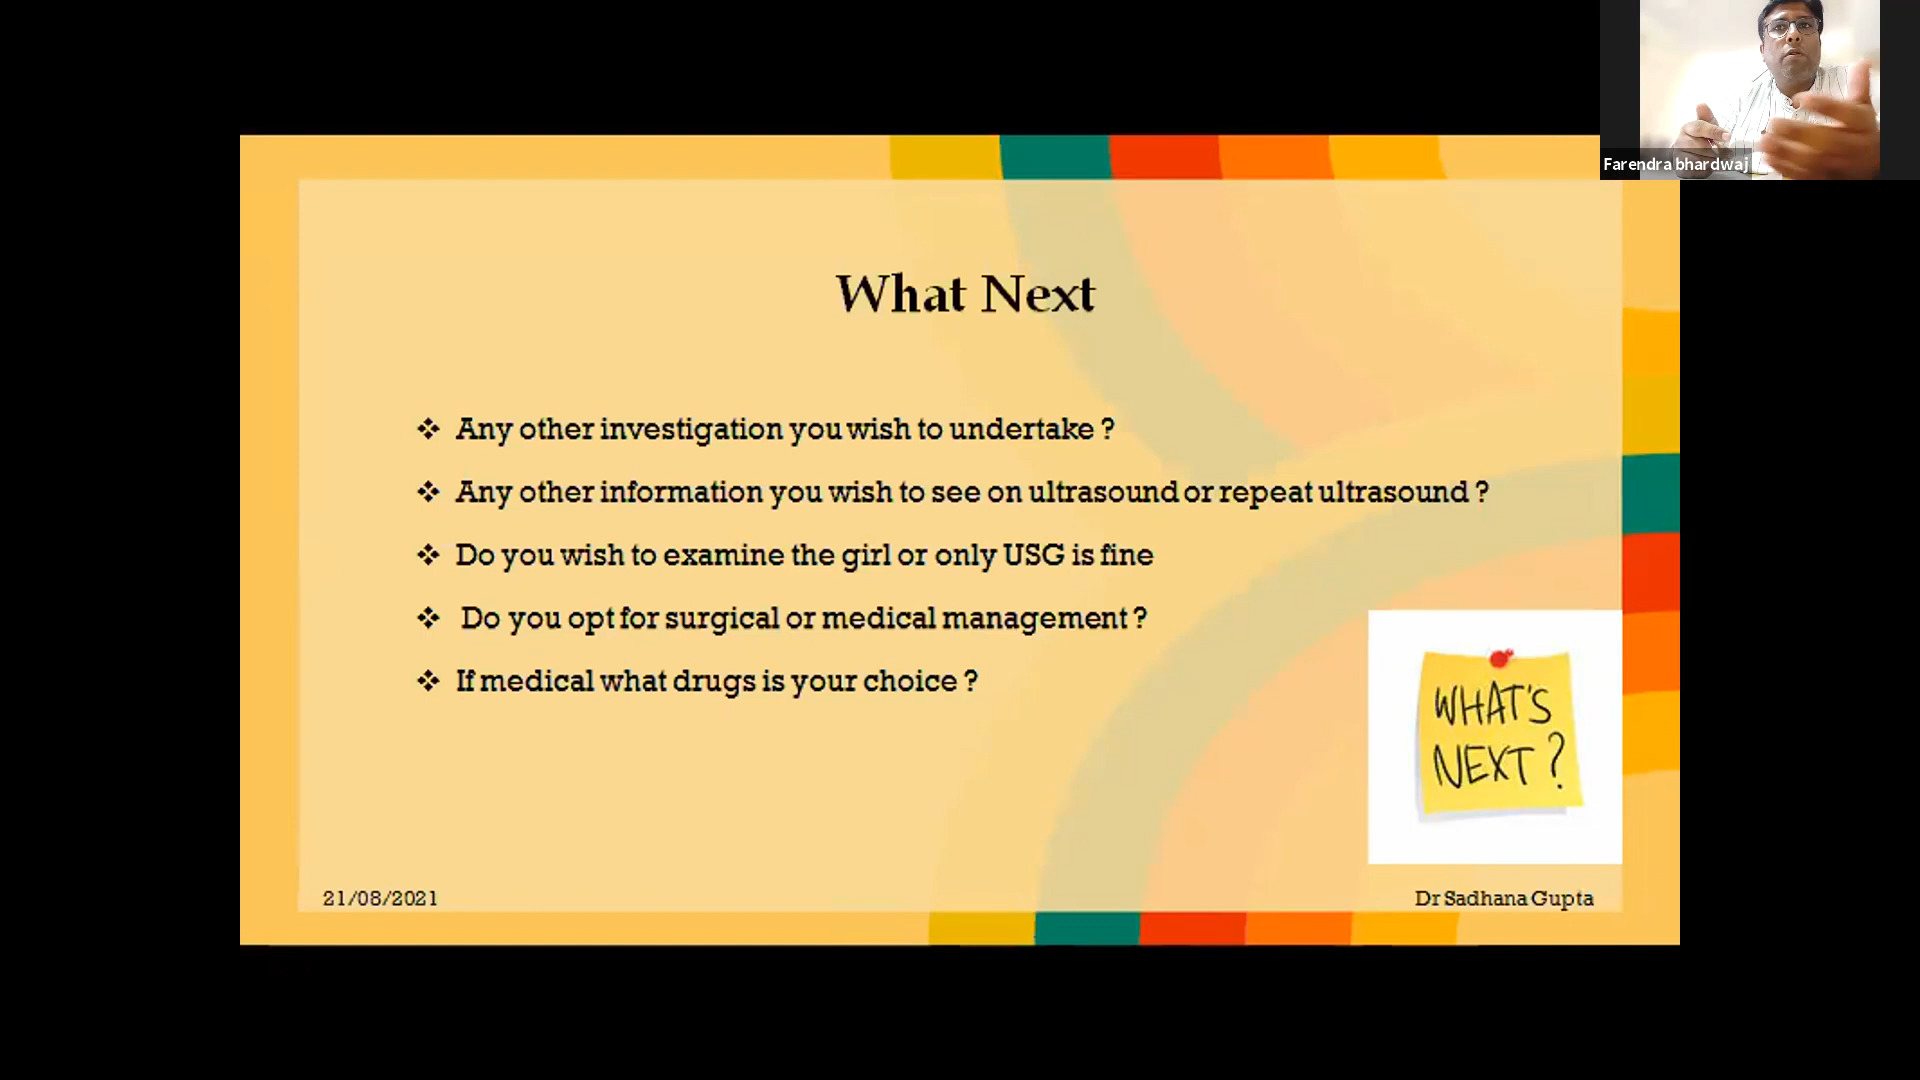 Farendra bhardwaj
What Next
❖ Any other investigation you wish to undertake ?
❖ Any other information you wish to see on ultrasound or repeat ultrasound ?
❖ Do you wish to examine the girl or only USG is fine
❖ Do you opt for surgical or medical management ?
❖ If medical what drugs is your choice ?
WHAT'S
NEXT ?
21/08/2021
Dr Sadhana Gupta